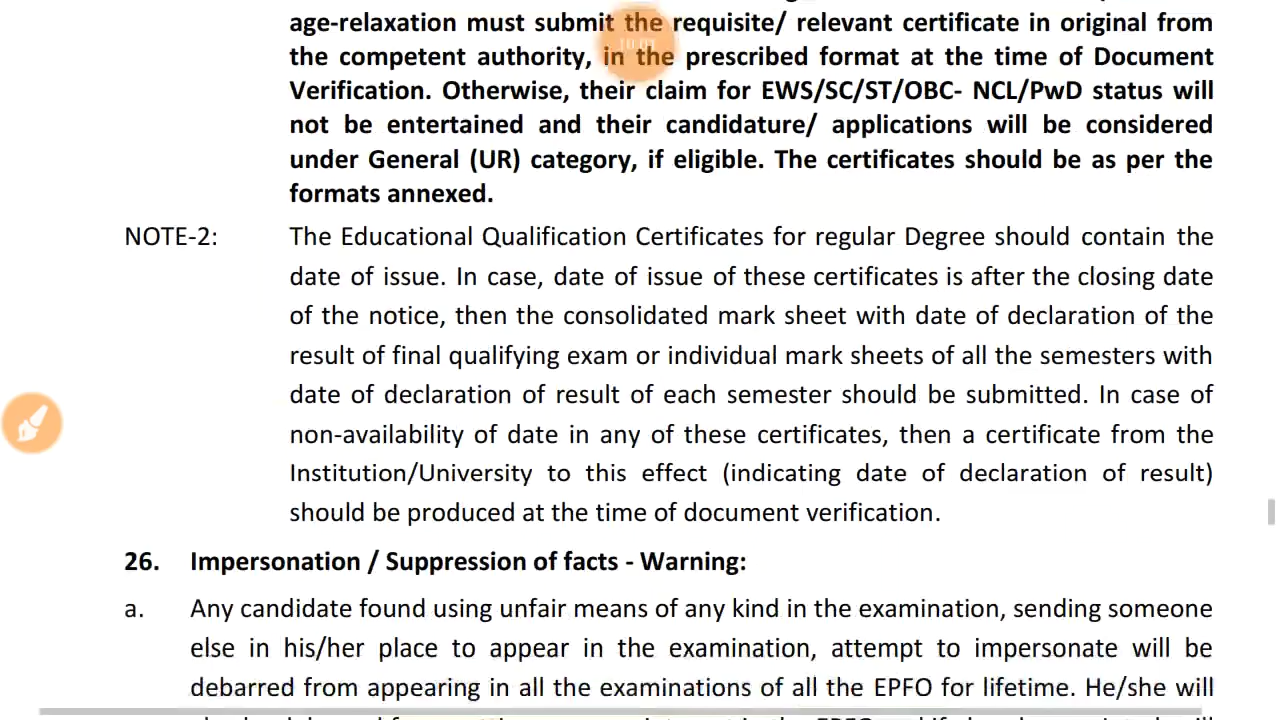 age-relaxation must submit the requisite/ relevant certificate in original from
the competent authority, in the prescribed format at the time of Document
Verification. Otherwise, their claim for EWS/SC/ST/OBC- NCL/PwD status will
not be entertained and their candidature/ applications will be considered
under General (UR) category, if eligible. The certificates should be as per the
formats annexed.
NOTE-2: The Educational Qualification Certificates for regular Degree should contain the
date of issue. In case, date of issue of these certificates is after the closing date
of the notice, then the consolidated mark sheet with date of declaration of the
result of final qualifying exam or individual mark sheets of all the semesters with
date of declaration of result of each semester should be submitted. In case of
non-availability of date in any of these certificates, then a certificate from the
Institution/University to this effect (indicating date of declaration of result)
should be produced at the time of document verification.
26. Impersonation / Suppression of facts - Warning:
a. Any candidate found using unfair means of any kind in the examination, sending someone
else in his/her place to appear in the examination, attempt to impersonate will be
debarred from appearing in all the examinations of all the EPFO for lifetime. He/she will